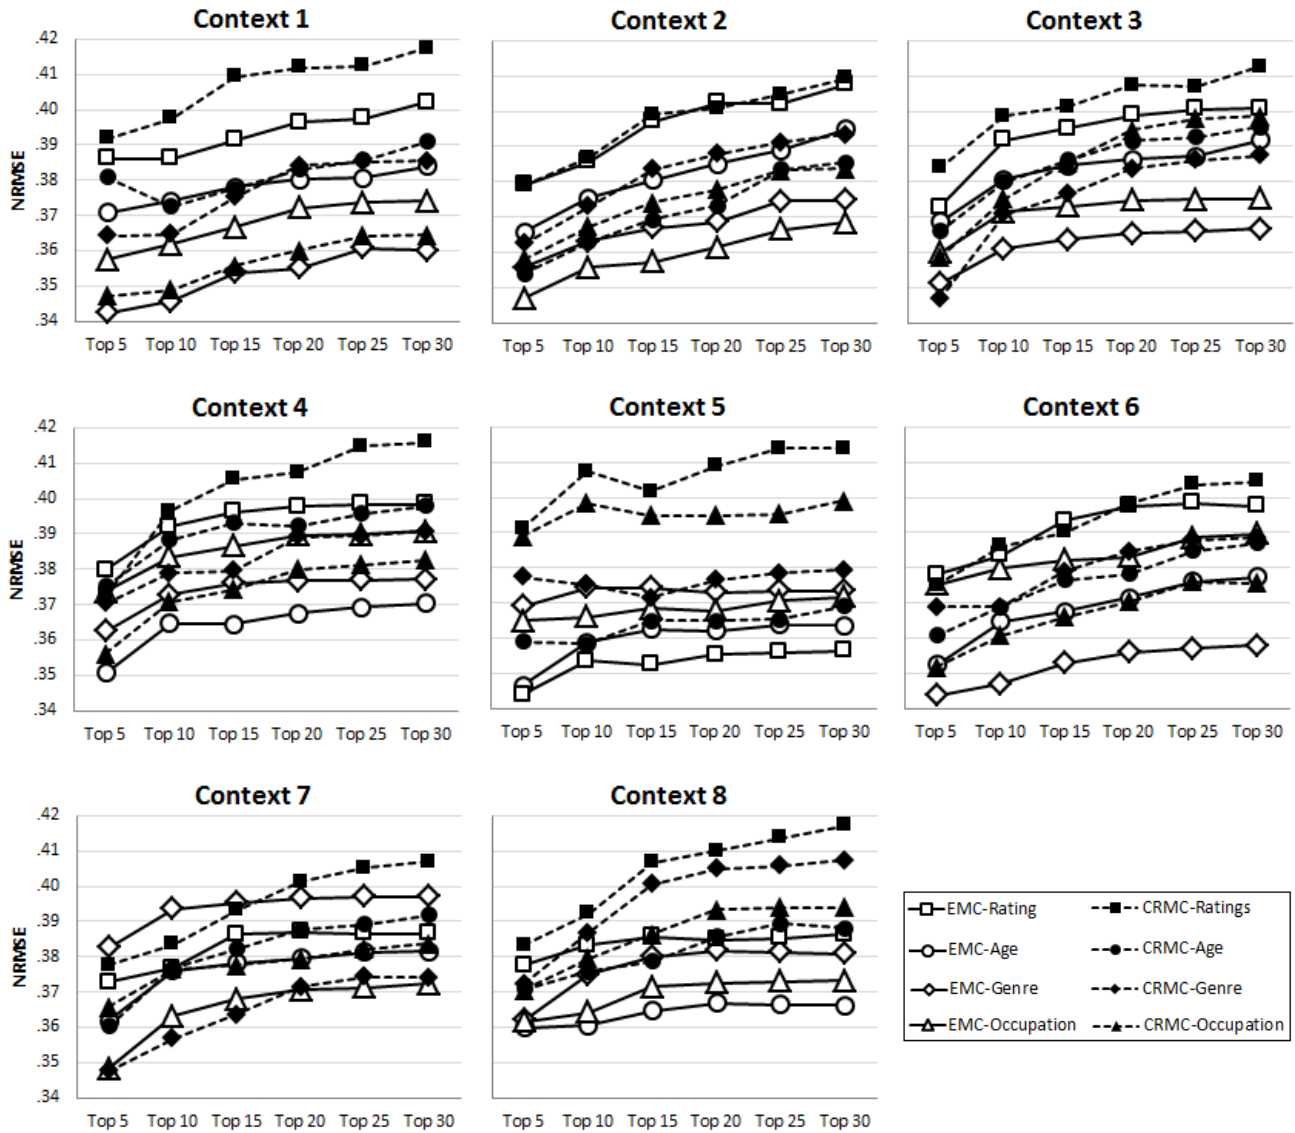 Context 1
Context 2
Context 3
.42
.41
.40
.39
.38
.37
.36
.35
.34
NRMSE
Top 5 Top 10 Top 15 Top 20 Top 25 Top 30
Top 5 Top 10 Top 15 Top 20 Top 25 Top 30
Top 5 Top 10 Top 15 Top 20 Top 25 Top 30
Context 4
Context 5
Context 6
.42
.41
.40
.39
.38
.37
.36
.35
.34
NRMSE
Top 5 Top 10 Top 15 Top 20 Top 25 Top 30
Top 5 Top 10 Top 15 Top 20 Top 25 Top 30
Top 5 Top 10 Top 15 Top 20 Top 25 Top 30
Context 7
Context 8
.42
.41
.40
.39
.38
.37
.36
.35
.34
NRMSE
Top 5 Top 10 Top 15 Top 20 Top 25 Top 30
Top 5 Top 10 Top 15 Top 20 Top 25 Top 30
EMC-Rating CRMC-Ratings
EMC-Age CRMC-Age
EMC-Genre CRMC-Genre
EMC-Occupation CRMC-Occupation